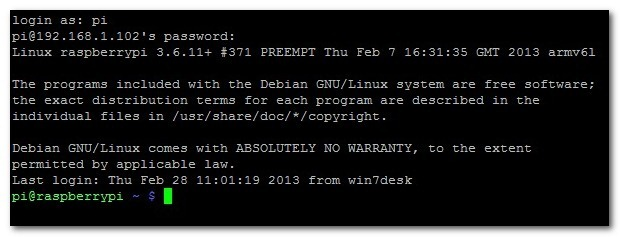 login as: pi
pi@192.168.1.102's password:
Linux raspberrypi 3.6.11+ #371 PREEMPT Thu Feb 7 16:31:35 GMT 2013 armv6l
The programs included with the Debian GNU/Linux system are free software;
the exact distribution terms for each program are described in the
individual files in /usr/share/doc/*/copyright.
Debian GNU/Linux comes with ABSOLUTELY NO WARRANTY, to the extent
permitted by applicable law.
Last login: Thu Feb 28 11:01:19 2013 from win7desk
pi@raspberrypi ~ $